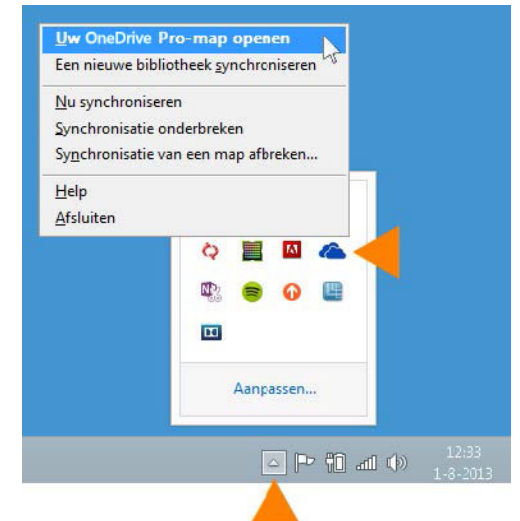 Uw OneDrive Pro-map openen
Een nieuwe bibliotheek synchroniseren
Nu synchroniseren
Synchronisatie onderbreken
Synchronisatie van een map afbreken...
Help
Afsluiten
N
Aanpassen...
12:33
1-8-2013